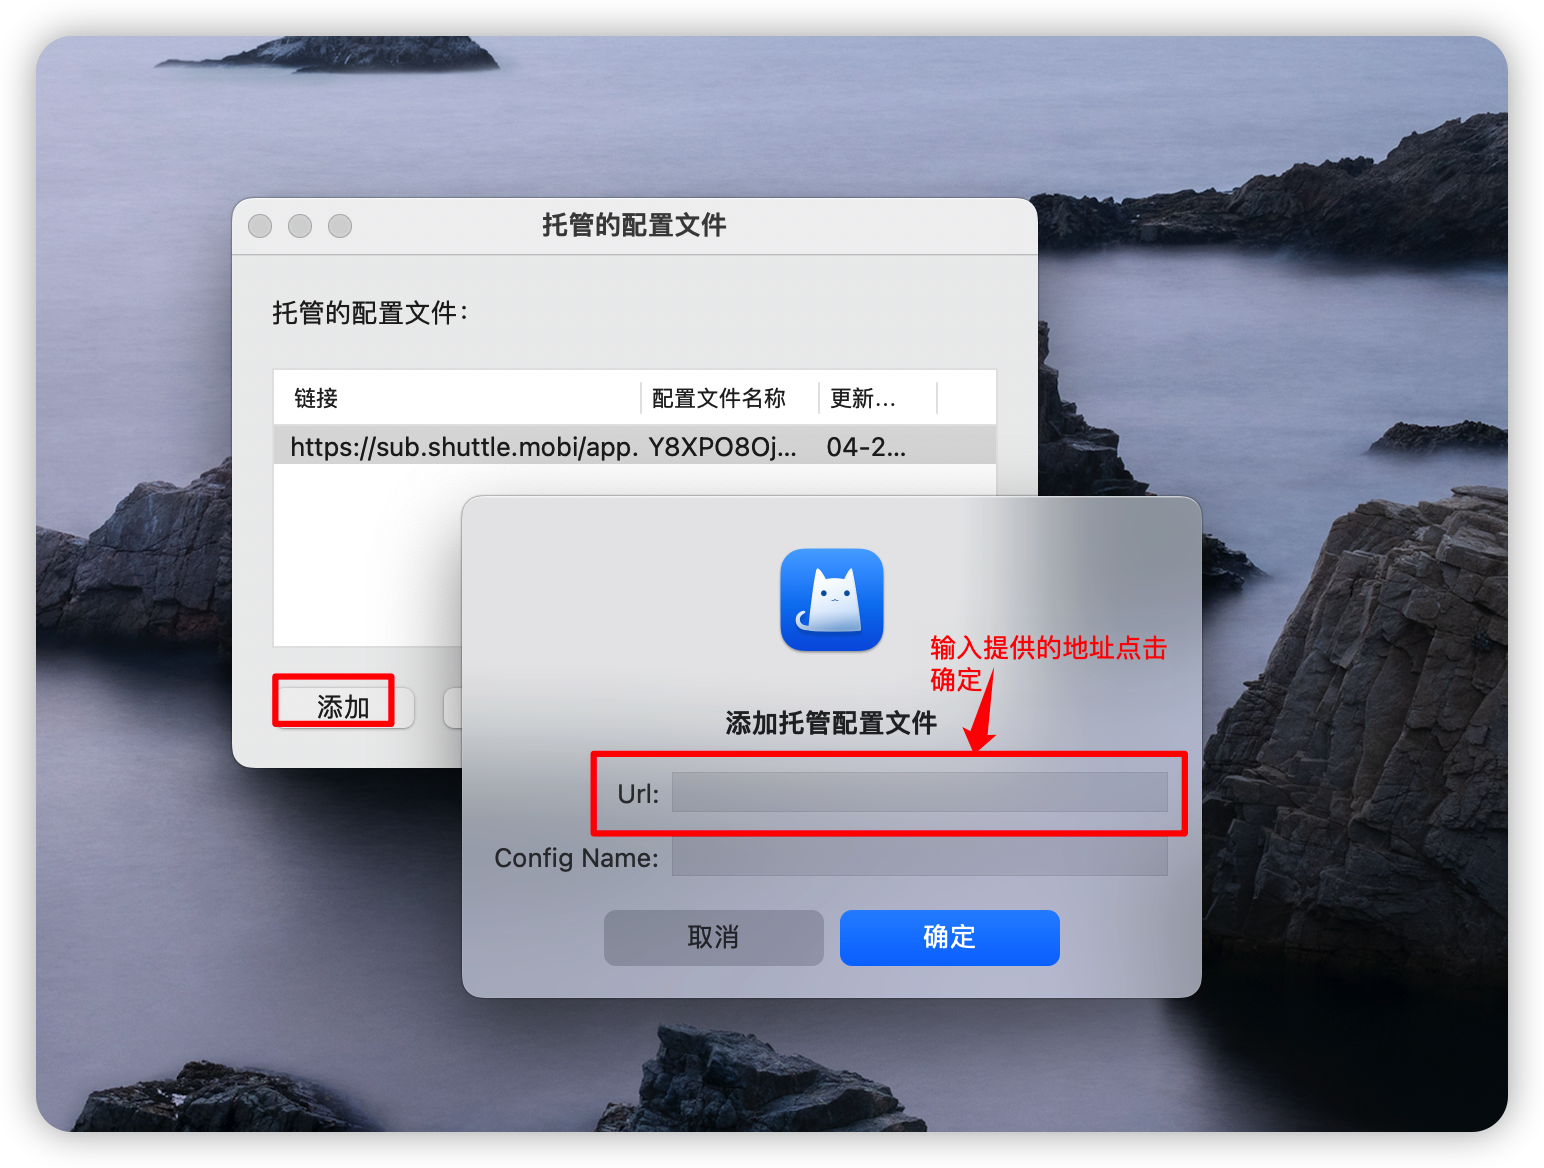 托管的配置文件
托管的配置文件：
链接 配置文件名称 更新...
https://sub.shuttle.mobi/app. Y8XPO8Oj... 04-2...
添加
输入提供的地址点击
确定
添加托管配置文件
Url:
Config Name:
取消 确定